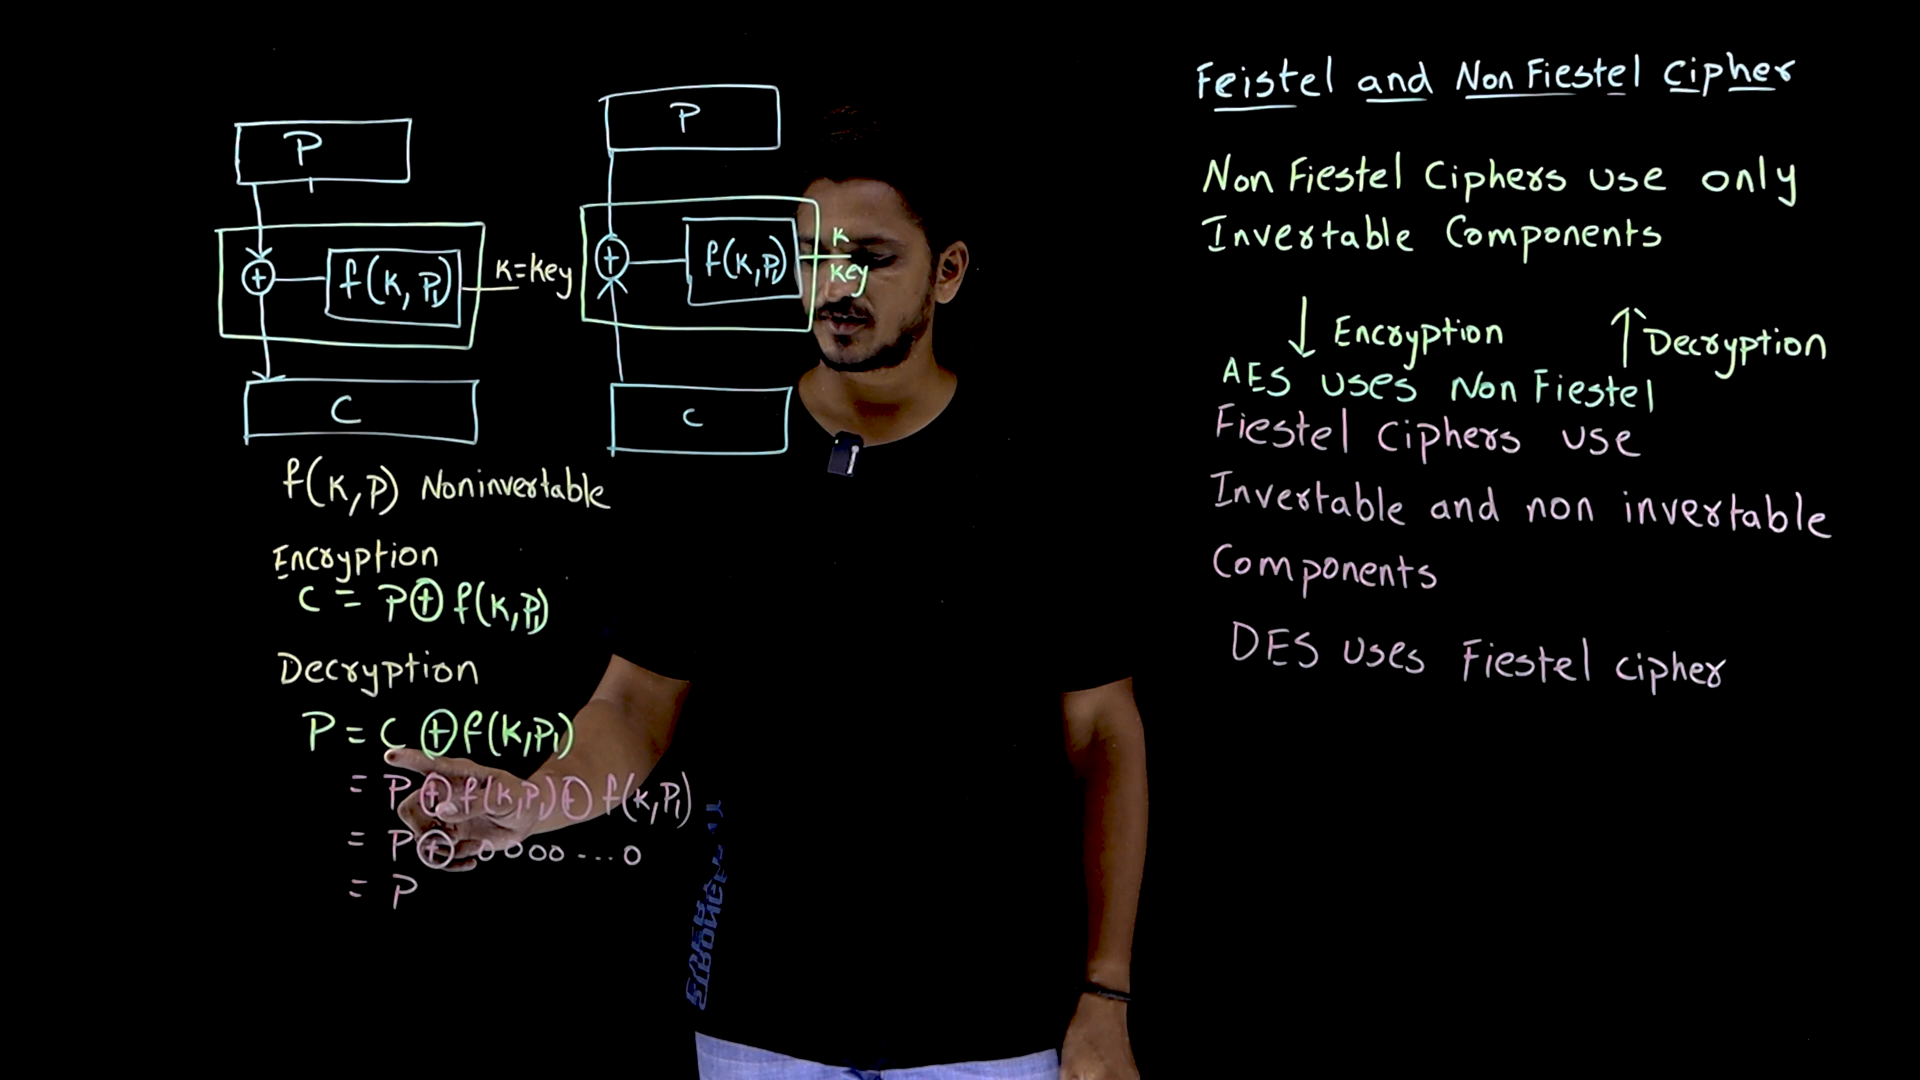 Feistel and Non Fiestel Cipher
Non Fiestel Ciphers use only
Invertable Components
↓ Encryption ↑ Decryption
AES uses Non Fiestel
Fiestel Ciphers use
Invertable and non invertable
Components
DES uses Fiestel cipher
P
⊕ f(K, P₁) K=Key
C
P
⊕ f(K,P₁) K
Key
C
f(K,P) Noninvertable
Encryption
C = P⊕f(K,P₁)
Decryption
P = C ⊕f(K,P₁)
= P⊕f(K,P₁)⊕f(K,P₁)
= P⊕0000...0
= P